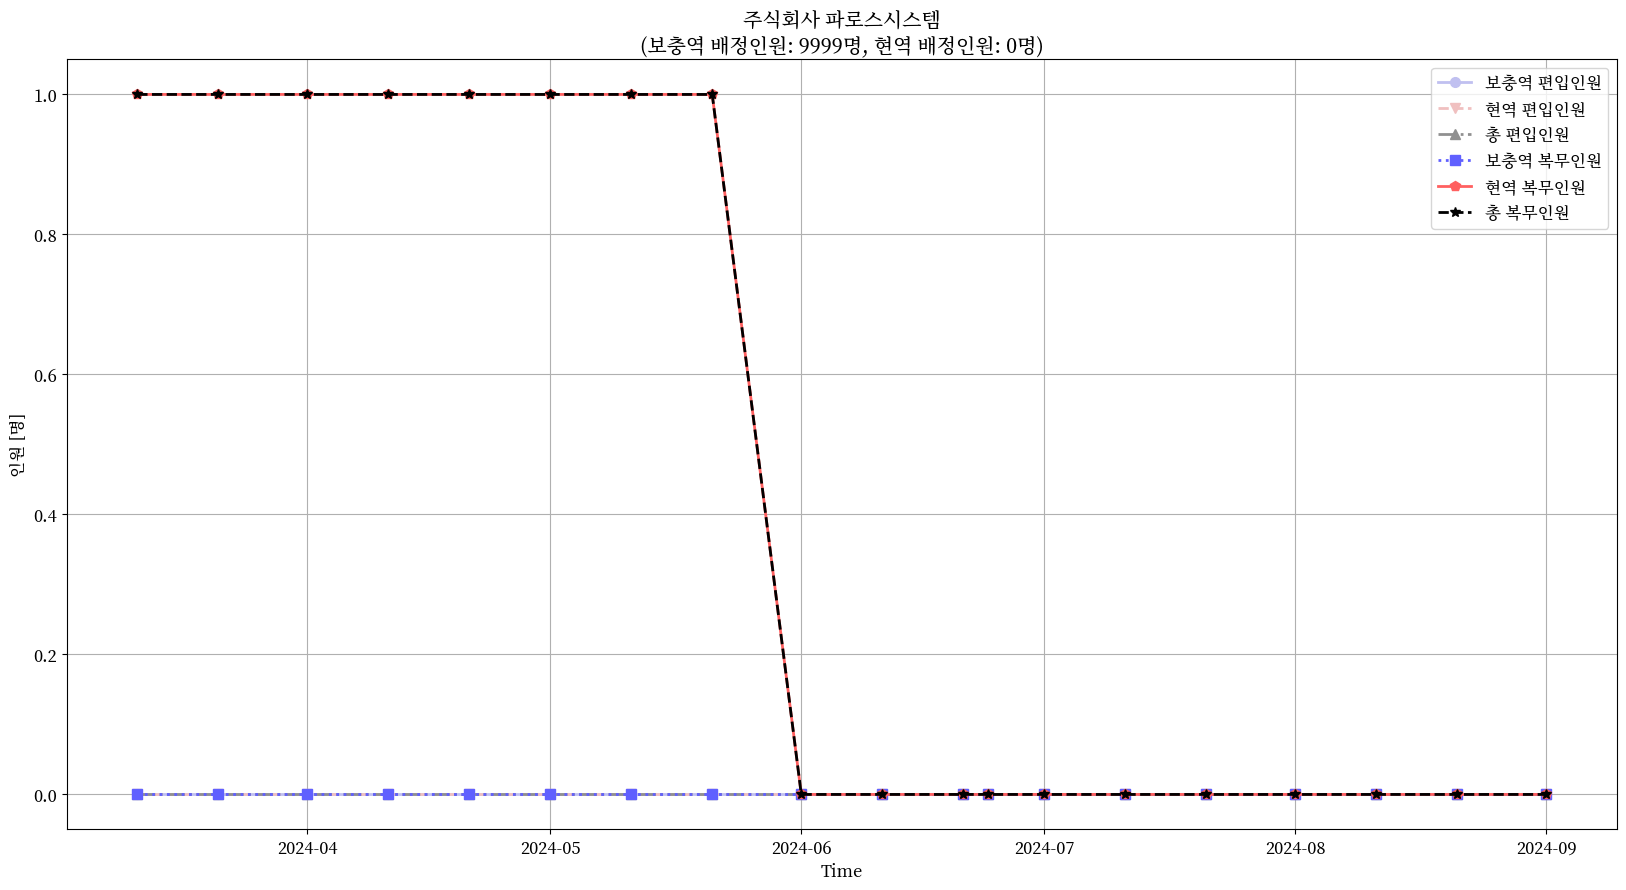 주식회사 파로스시스템
(보충역 배정인원: 9999명, 현역 배정인원: 0명)
보충역 편입인원
현역 편입인원
총 편입인원
보충역 복무인원
현역 복무인원
총 복무인원
인원 [명]
1.0
0.8
0.6
0.4
0.2
0.0
2024-04
2024-05
2024-06
2024-07
2024-08
2024-09
Time